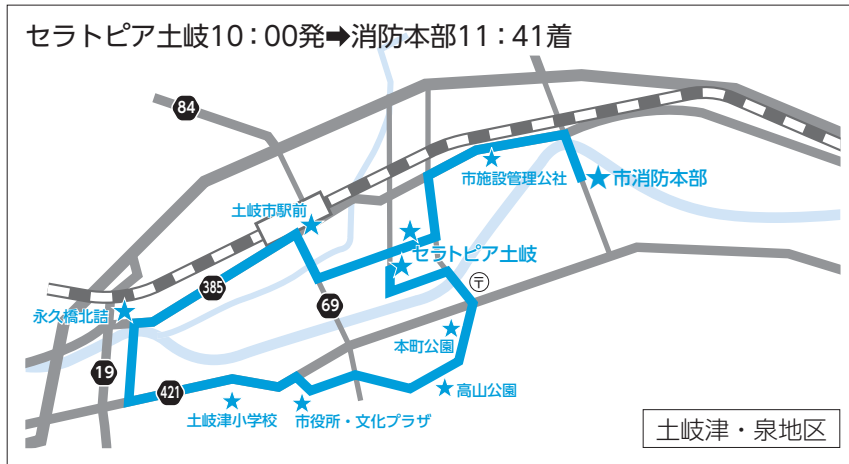 セラトピア土岐10：00発➡消防本部11：41着
84
市施設管理公社
市消防本部
土岐市駅前
セラトピア土岐
385
〒
69
永久橋北詰
本町公園
19
421
高山公園
土岐津小学校
市役所・文化プラザ
土岐津・泉地区